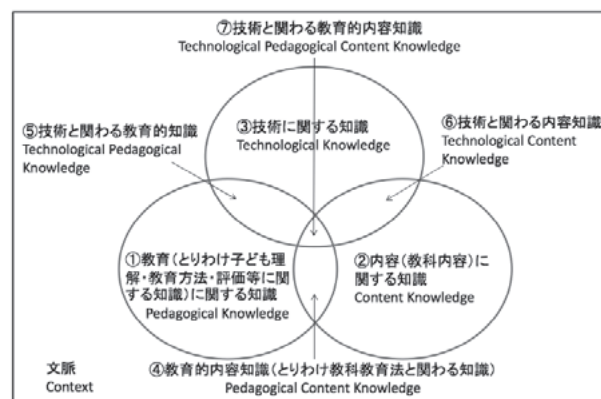 ⑦技術と関わる教育的内容知識
Technological Pedagogical Content Knowledge
⑤技術と関わる教育的知識
Technological Pedagogical
Knowledge
③技術に関する知識
Technological Knowledge
⑥技術と関わる内容知識
Technological Content
Knowledge
①教育(とりわけ子ども理
解・教育方法・評価等に関
する知識)に関する知識
Pedagogical Knowledge
②内容(教科内容)に
関する知識
Content Knowledge
文脈
Context
④教育的内容知識(とりわけ教科教育法と関わる知識)
Pedagogical Content Knowledge